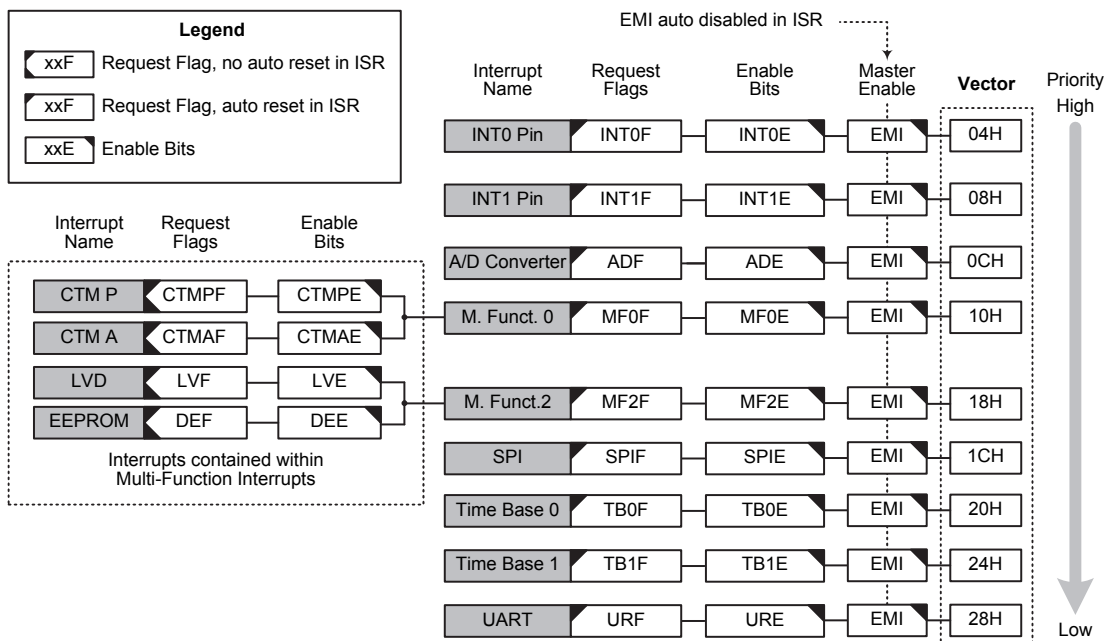 Legend
xxF Request Flag, no auto reset in ISR
xxF Request Flag, auto reset in ISR
xxE Enable Bits
EMI auto disabled in ISR
Interrupt Name
Request Flags
Enable Bits
Master Enable
Vector
Priority
High
INT0 Pin INT0F INT0E EMI 04H
INT1 Pin INT1F INT1E EMI 08H
A/D Converter ADF ADE EMI 0CH
M. Funct. 0 MF0F MF0E EMI 10H
M. Funct.2 MF2F MF2E EMI 18H
SPI SPIF SPIE EMI 1CH
Time Base 0 TB0F TB0E EMI 20H
Time Base 1 TB1F TB1E EMI 24H
UART URF URE EMI 28H
Low
Interrupt Name
Request Flags
Enable Bits
CTM P CTMPF CTMPE
CTM A CTMAF CTMAE
LVD LVF LVE
EEPROM DEF DEE
Interrupts contained within
Multi-Function Interrupts